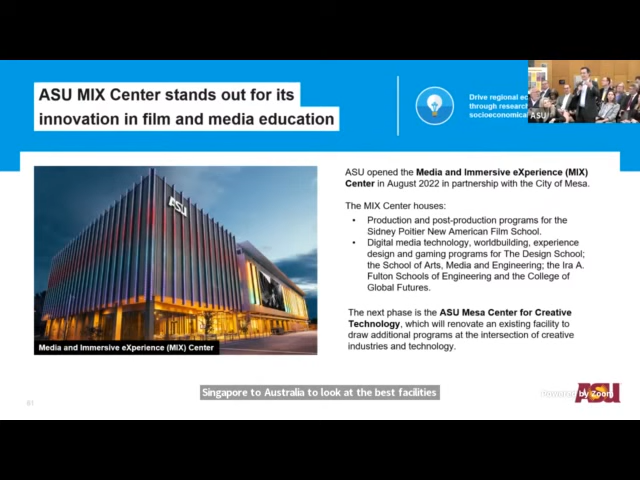 ASU MIX Center stands out for its
innovation in film and media education
Drive regional ec
through research
socioeconomical
ASU
ASU
Media and Immersive eXperience (MIX) Center
ASU opened the Media and Immersive eXperience (MIX)
Center in August 2022 in partnership with the City of Mesa.
The MIX Center houses:
• Production and post-production programs for the
Sidney Poitier New American Film School.
• Digital media technology, worldbuilding, experience
design and gaming programs for The Design School;
the School of Arts, Media and Engineering; the Ira A.
Fulton Schools of Engineering and the College of
Global Futures.
The next phase is the ASU Mesa Center for Creative
Technology, which will renovate an existing facility to
draw additional programs at the intersection of creative
industries and technology.
Singapore to Australia to look at the best facilities
Powered by Zoom
ASU
61